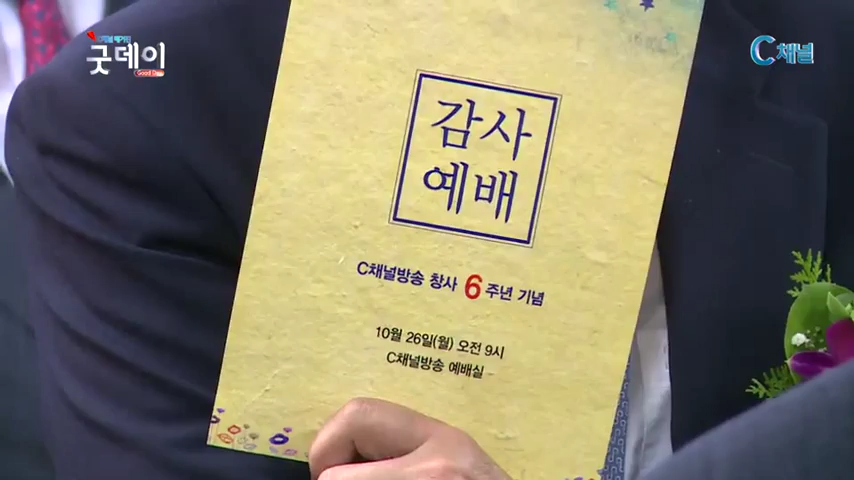 굿데이
Good Day
C채널
감사
예배
C채널방송 창사 6주년 기념
10월 26일(월) 오전 9시
C채널방송 예배실